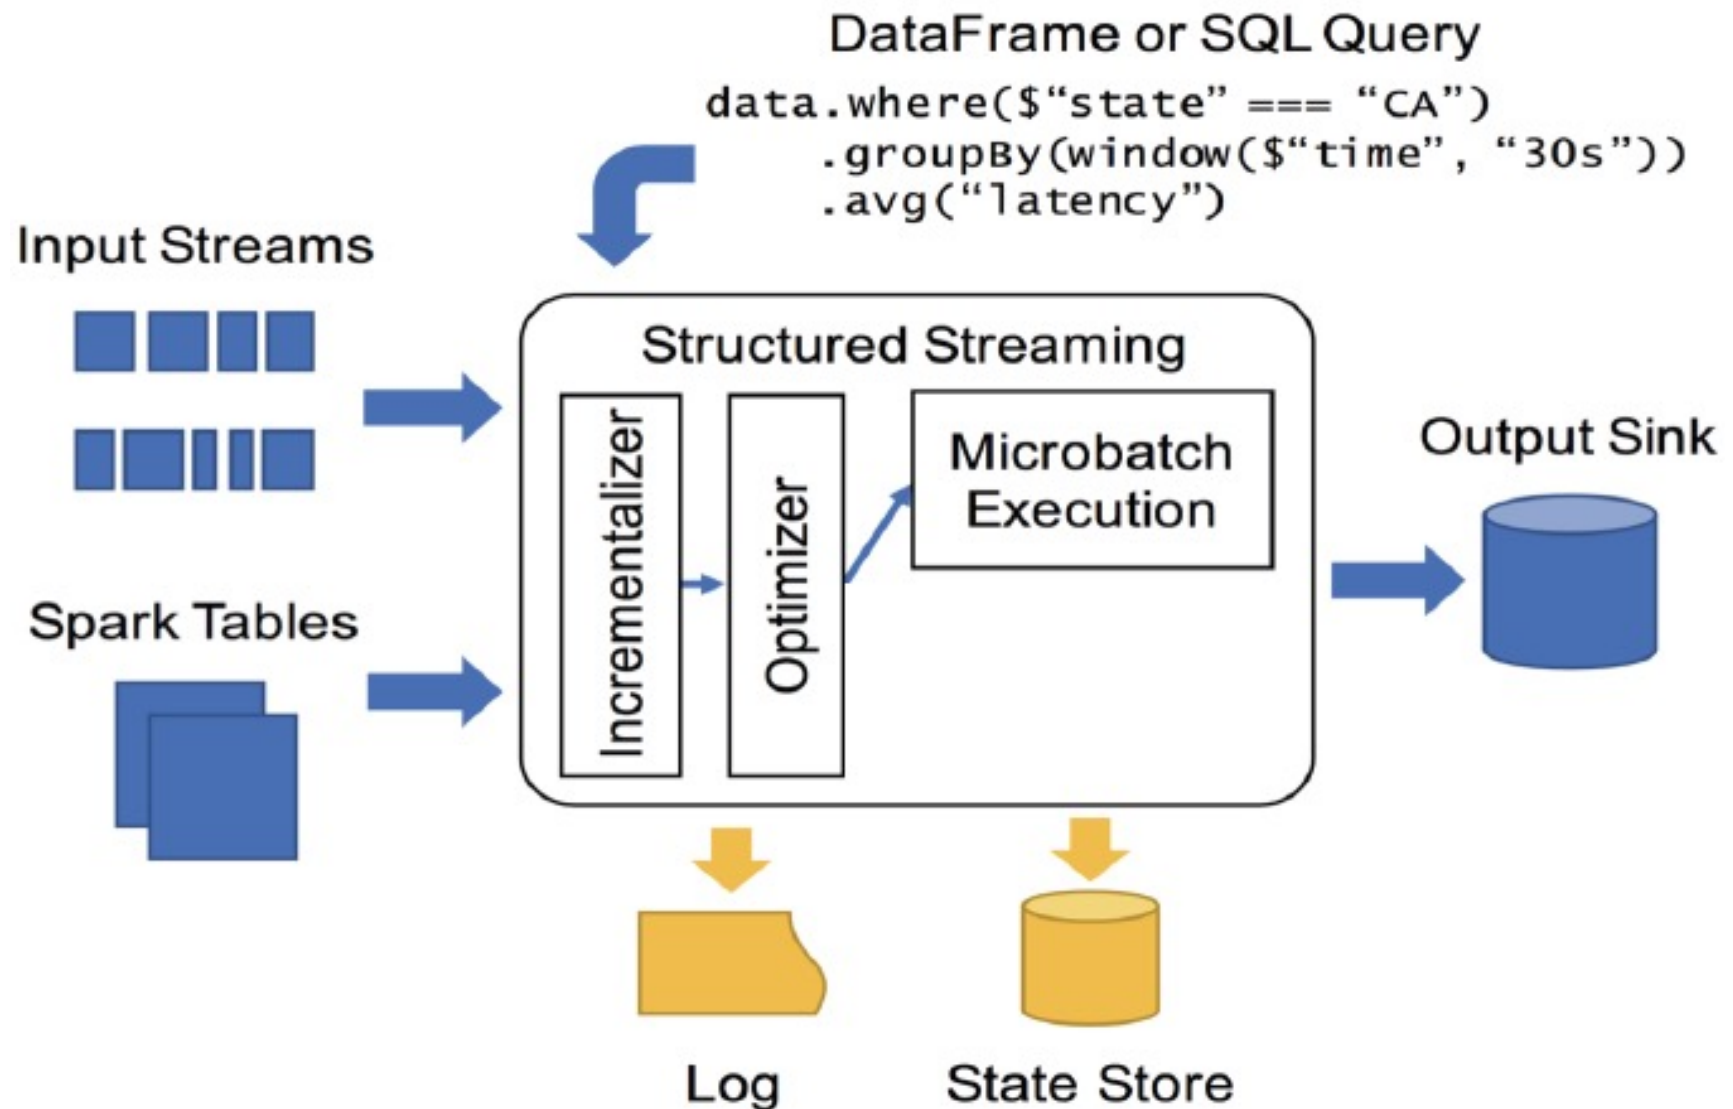 DataFrame or SQL Query
data.where($“state” === “CA”)
.groupBy(window($“time”, “30s”))
.avg(“latency”)
Input Streams
Structured Streaming
Incrementalizer
Optimizer
Microbatch
Execution
Output Sink
Spark Tables
Log
State Store